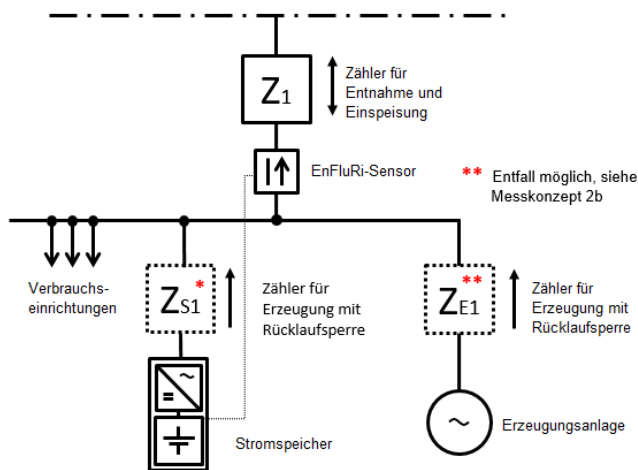 Z1
Zähler für
Entnahme und
Einspeisung
EnFluRi-Sensor
** Entfall möglich, siehe
Messkonzept 2b
Verbrauchs-
einrichtungen
ZS1 *
Zähler für
Erzeugung mit
Rücklaufsperre
ZE1 **
Zähler für
Erzeugung mit
Rücklaufsperre
Stromspeicher
Erzeugungsanlage